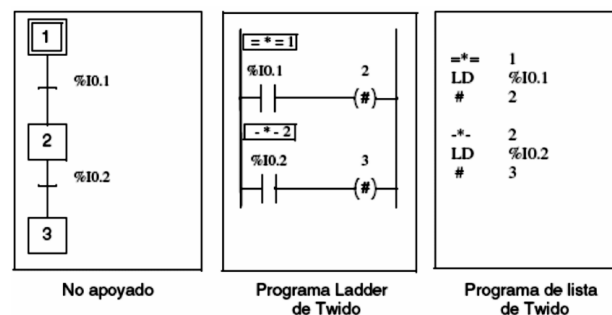 1
%I0.1
2
%I0.2
3
No apoyado
= * = 1
%I0.1 2
(#)
- * - 2
%I0.2 3
(#)
Programa Ladder
de Twido
=*= 1
LD %I0.1
# 2
-*- 2
LD %I0.2
# 3
Programa de lista
de Twido